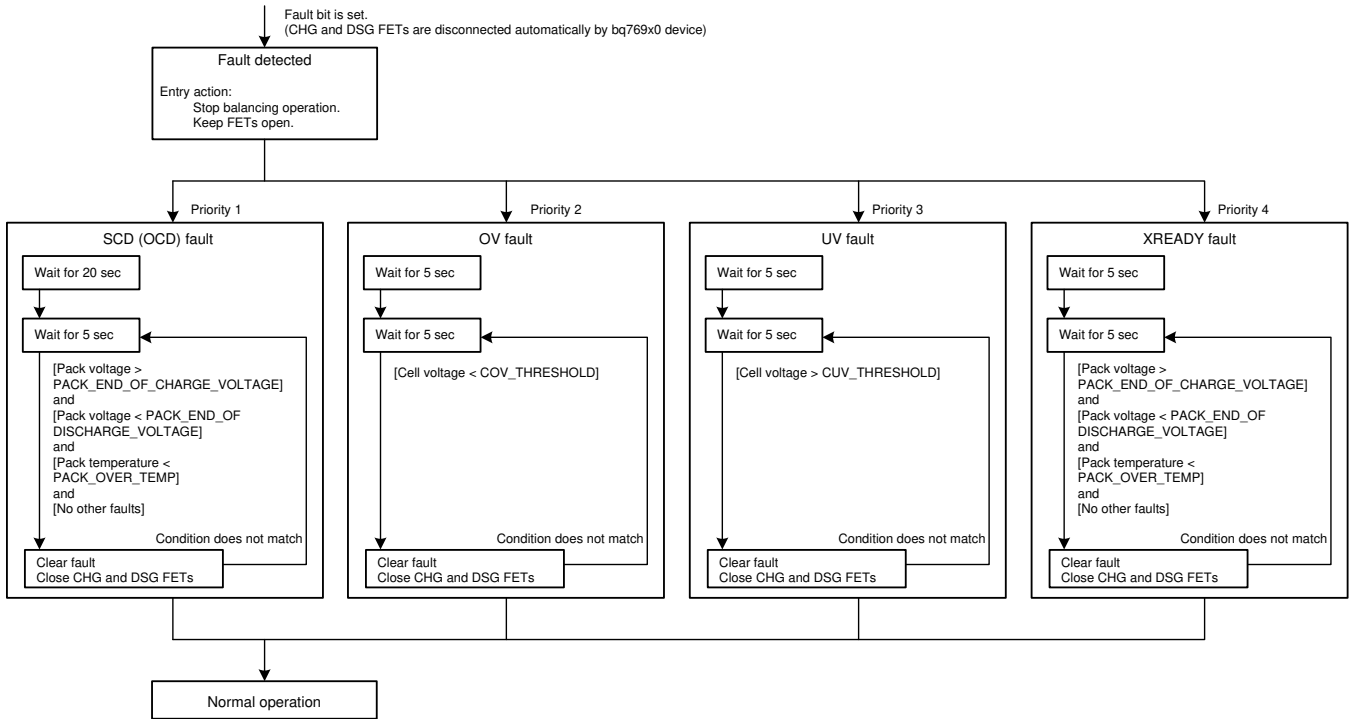 Fault bit is set.
(CHG and DSG FETs are disconnected automatically by bq769x0 device)
Fault detected
Entry action:
Stop balancing operation.
Keep FETs open.
Priority 1
SCD (OCD) fault
Wait for 20 sec
Wait for 5 sec
[Pack voltage >
PACK_END_OF_CHARGE_VOLTAGE]
and
[Pack voltage < PACK_END_OF
DISCHARGE_VOLTAGE]
and
[Pack temperature <
PACK_OVER_TEMP]
and
[No other faults]
Condition does not match
Clear fault
Close CHG and DSG FETs
Priority 2
OV fault
Wait for 5 sec
Wait for 5 sec
[Cell voltage < COV_THRESHOLD]
Condition does not match
Clear fault
Close CHG and DSG FETs
Priority 3
UV fault
Wait for 5 sec
Wait for 5 sec
[Cell voltage > CUV_THRESHOLD]
Condition does not match
Clear fault
Close CHG and DSG FETs
Priority 4
XREADY fault
Wait for 5 sec
Wait for 5 sec
[Pack voltage >
PACK_END_OF_CHARGE_VOLTAGE]
and
[Pack voltage < PACK_END_OF
DISCHARGE_VOLTAGE]
and
[Pack temperature <
PACK_OVER_TEMP]
and
[No other faults]
Condition does not match
Clear fault
Close CHG and DSG FETs
Normal operation